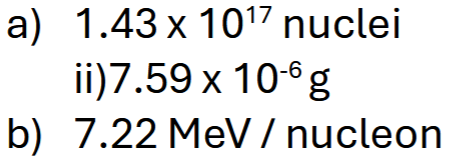 a) 1.43 x 10¹⁷ nuclei
ii)7.59 x 10⁻⁶ g
b) 7.22 MeV / nucleon